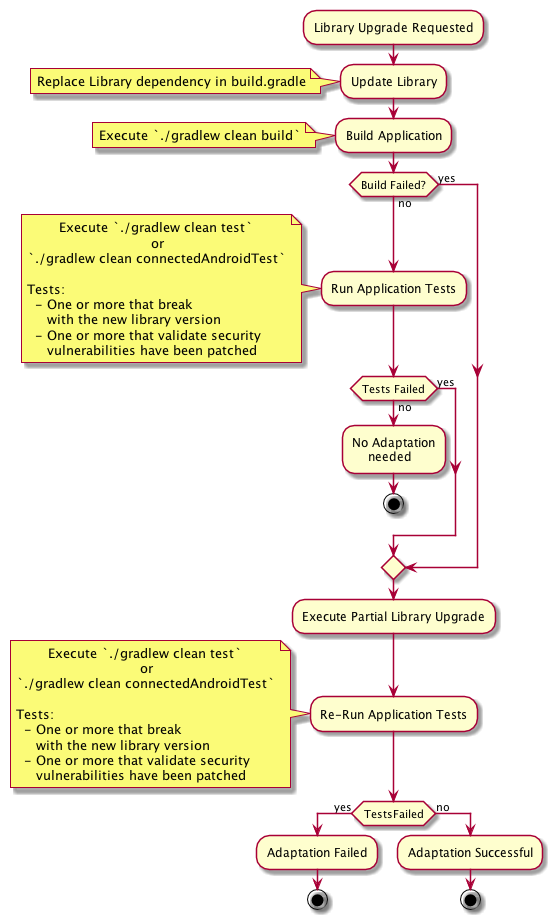 Library Upgrade Requested
Replace Library dependency in build.gradle
Update Library
Execute `./gradlew clean build`
Build Application
Build Failed?
yes
no
Execute `./gradlew clean test`
or
`./gradlew clean connectedAndroidTest`
Tests:
- One or more that break
with the new library version
- One or more that validate security
vulnerabilities have been patched
Run Application Tests
Tests Failed
yes
no
No Adaptation
needed
Execute Partial Library Upgrade
Execute `./gradlew clean test`
or
`./gradlew clean connectedAndroidTest`
Tests:
- One or more that break
with the new library version
- One or more that validate security
vulnerabilities have been patched
Re-Run Application Tests
yes
TestsFailed
no
Adaptation Failed
Adaptation Successful